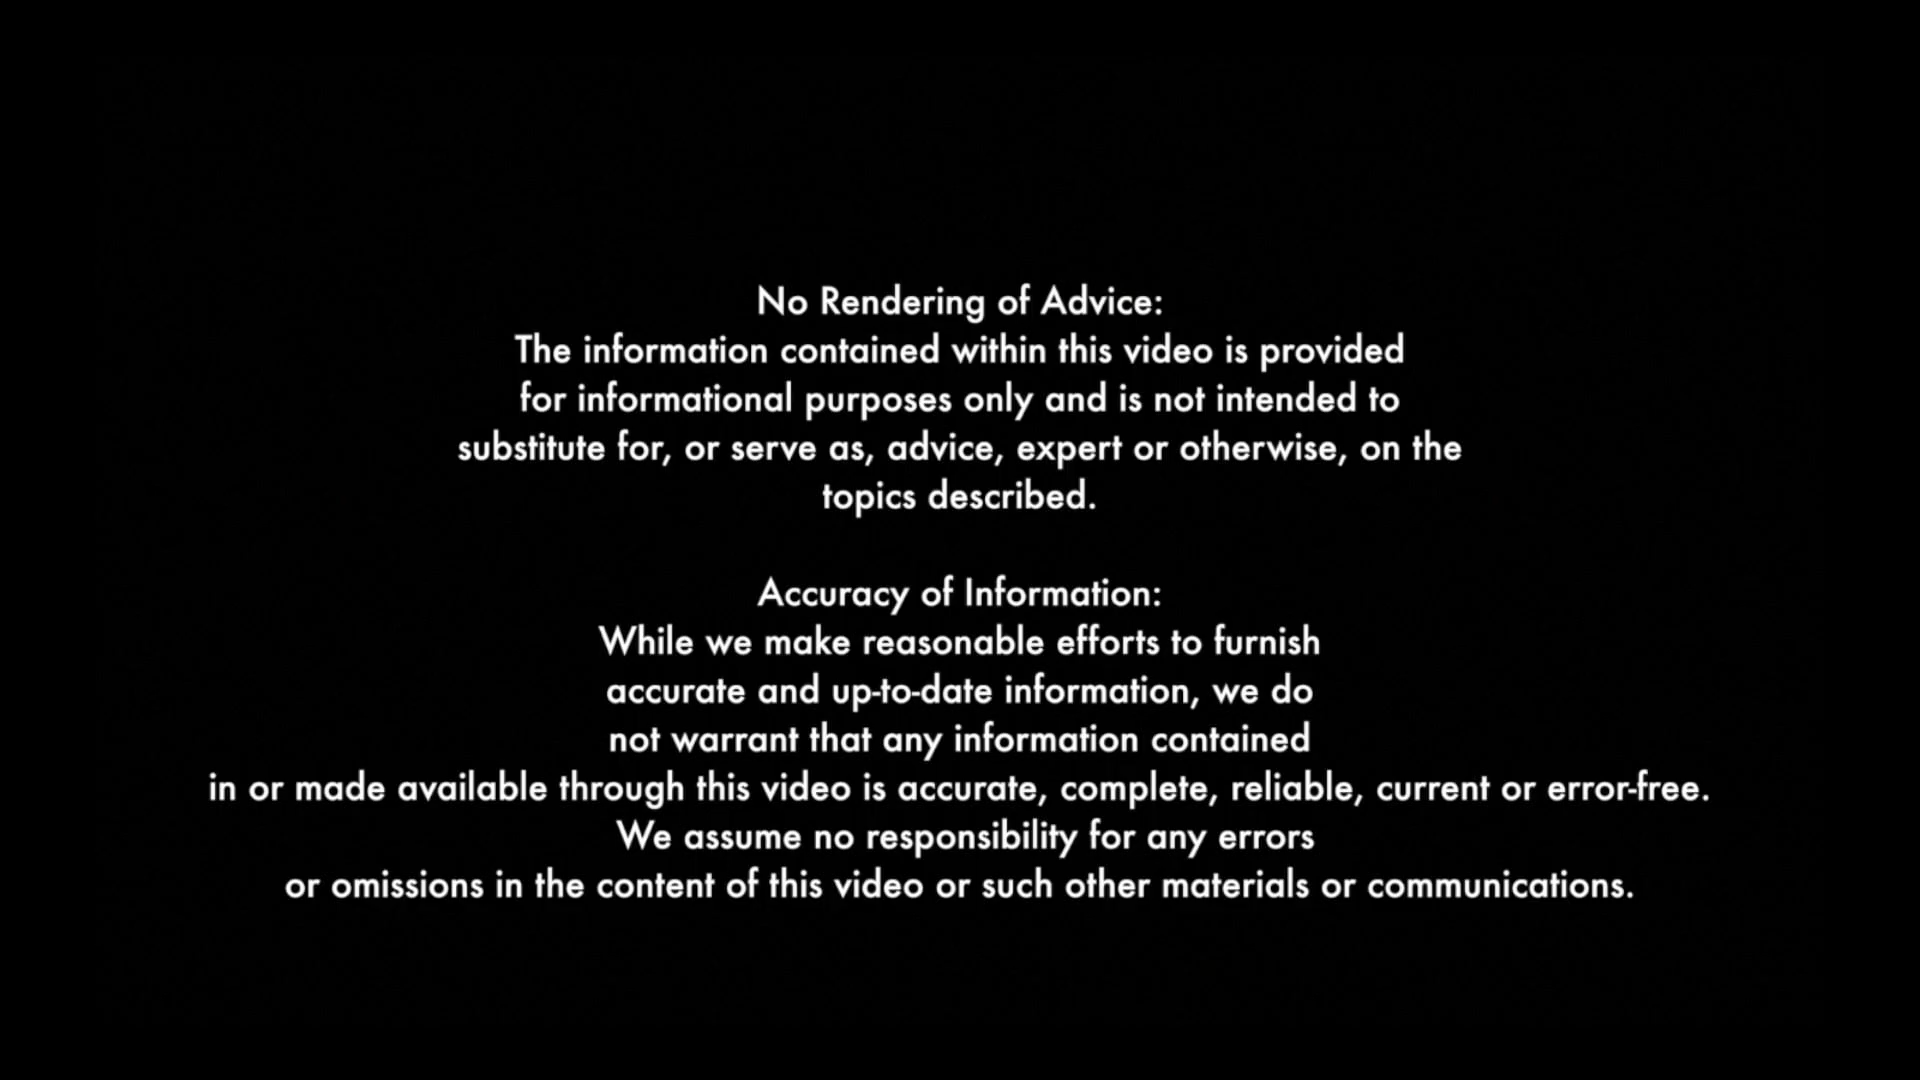 No Rendering of Advice:
The information contained within this video is provided
for informational purposes only and is not intended to
substitute for, or serve as, advice, expert or otherwise, on the
topics described.
Accuracy of Information:
While we make reasonable efforts to furnish
accurate and up-to-date information, we do
not warrant that any information contained
in or made available through this video is accurate, complete, reliable, current or error-free.
We assume no responsibility for any errors
or omissions in the content of this video or such other materials or communications.